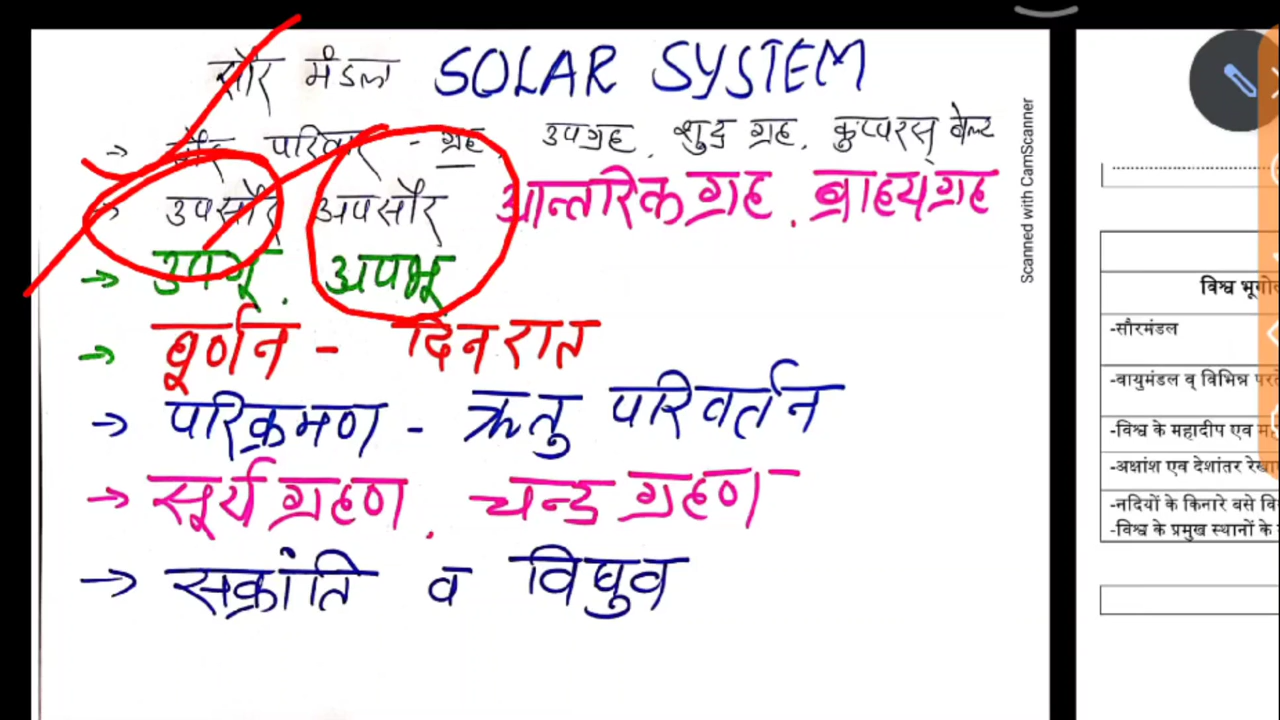 सौर मंडल SOLAR SYSTEM
→ सौर परिवार - ग्रह, उपग्रह, क्षुद्र ग्रह, कुप्परस् बेल्ट
→ उपसौर अपसौर आन्तरिक ग्रह, ब्राहयग्रह
→ उपभू, अपभू
→ घूर्णन - दिन रात
→ परिक्रमण - ऋतु परिवर्तन
→ सूर्य ग्रहण, चन्द्र ग्रहण
→ सक्रांति व विषुव
Scanned with CamScanner
विश्व भूगो
-सौरमंडल
-वायुमंडल व् विभिन्न
-विश्व के महादीप एव
-अक्षांश एव देशांतर
-नदियों के किनारे बसे
-विश्व के प्रमुख स्थानों के